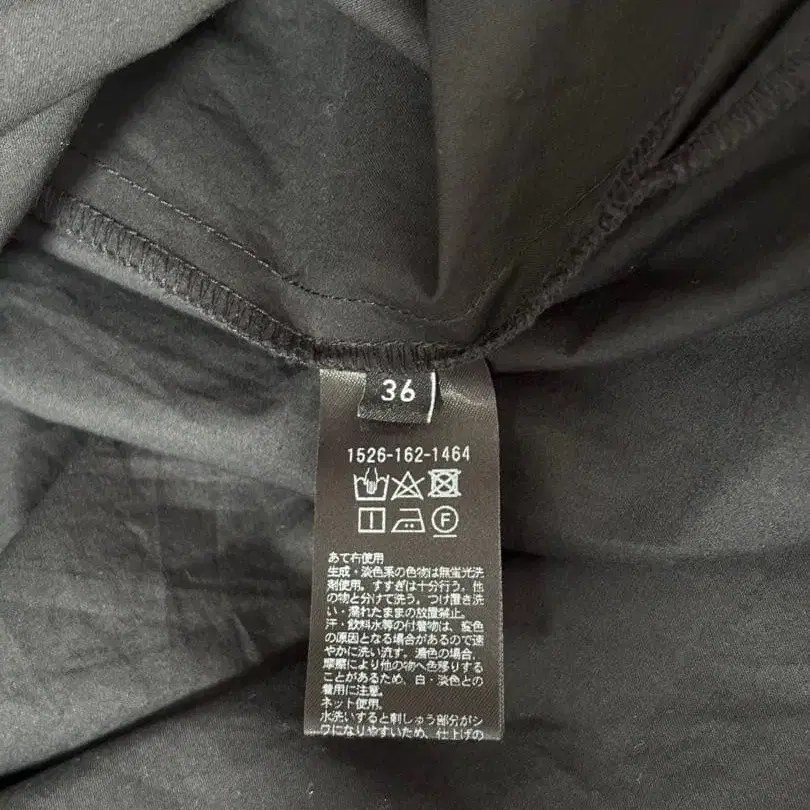 36
1526-162-1464
F
あて布使用
生成・淡色系の色物は無蛍光洗
剤使用。すすぎは十分行う。他
の物と分けて洗う。つけ置き洗
い・濡れたままの放置禁止。
汗・飲料水等の付着物は、変色
の原因となる場合があるので速
やかに洗い流す。濃色の場合、
摩擦により他の物へ色移りする
ことがあるため、白・淡色との
着用に注意。
ネット使用。
水洗いすると刺しゅう部分がシ
ワになりやすいため、仕上げの